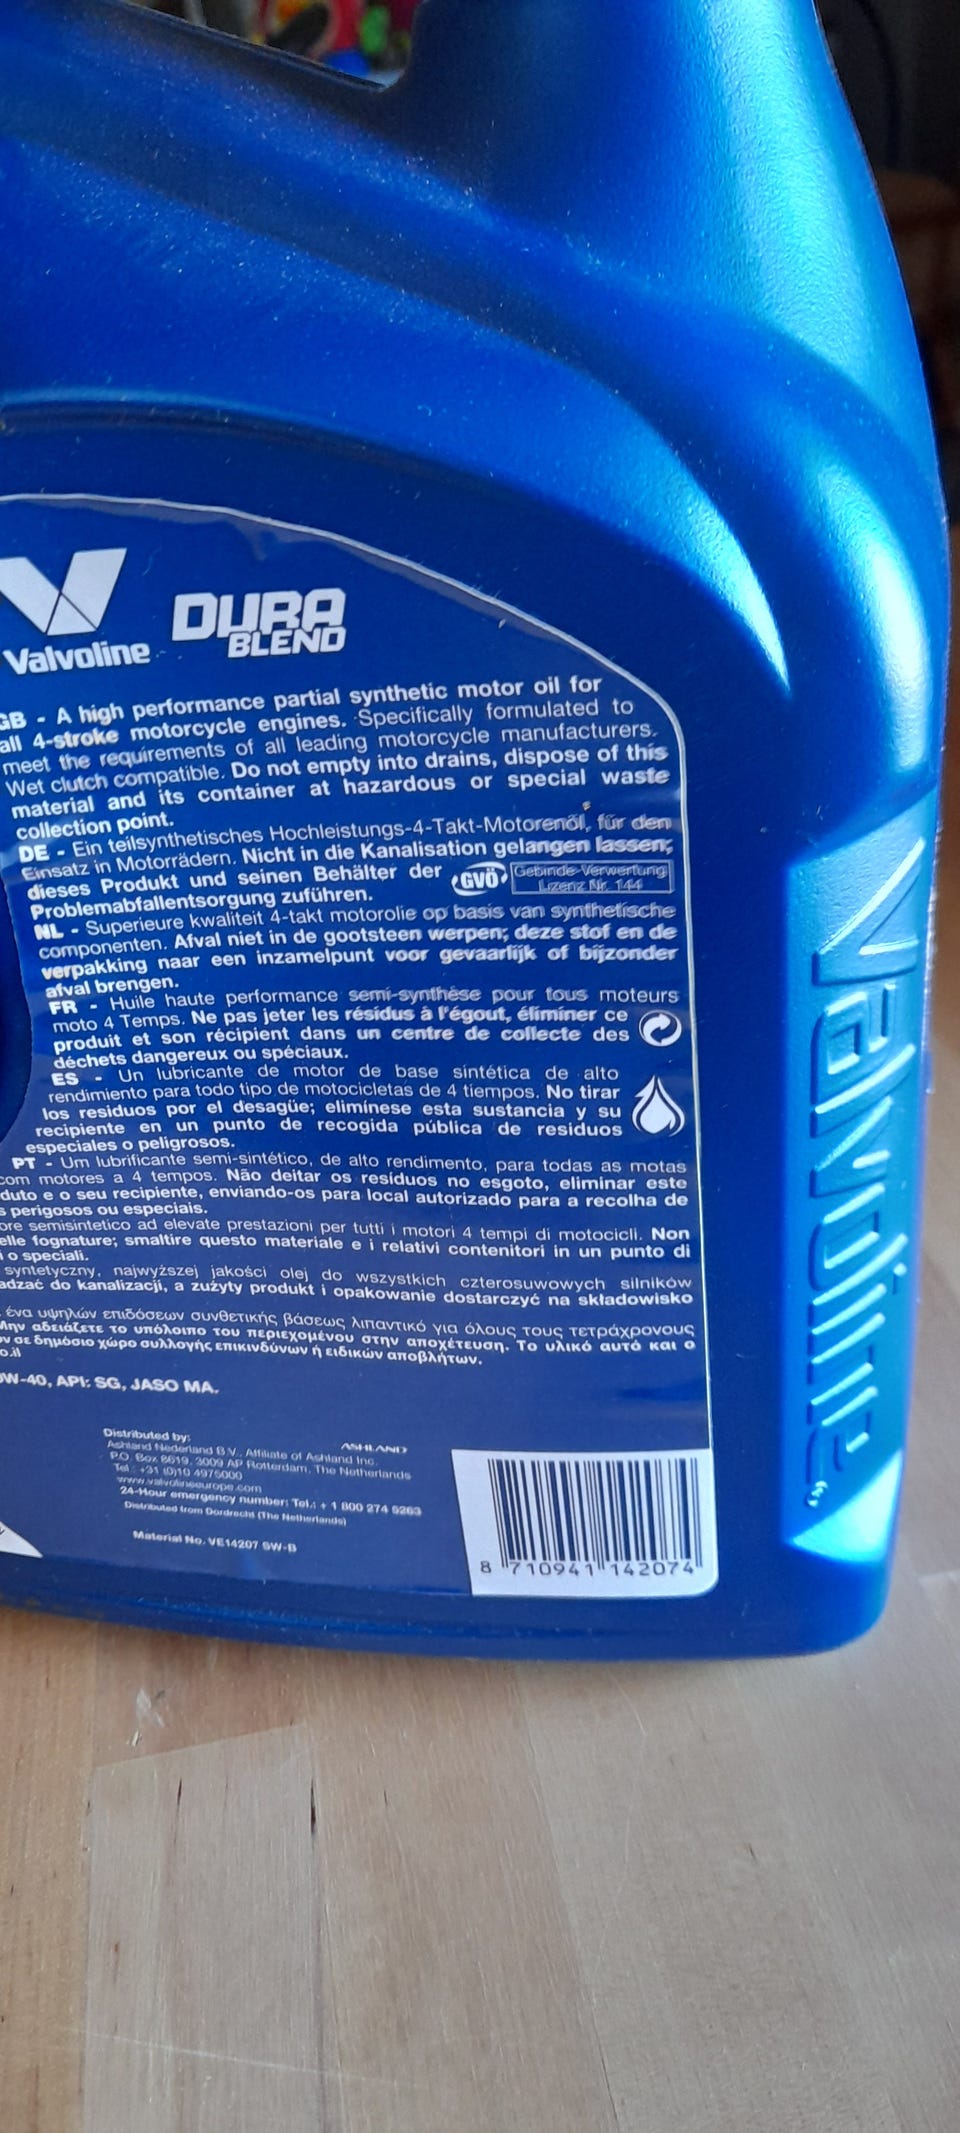 Valvoline
DURA
BLEND
GB - A high performance partial synthetic motor oil for
all 4-stroke motorcycle engines. Specifically formulated to
meet the requirements of all leading motorcycle manufacturers.
Wet clutch compatible. Do not empty into drains, dispose of this
material and its container at hazardous or special waste
collection point.
DE - Ein teilsynthetisches Hochleistungs-4-Takt-Motorenöl, für den
Einsatz in Motorrädern. Nicht in die Kanalisation gelangen lassen;
dieses Produkt und seinen Behälter der
Problemabfallentsorgung zuführen.
GVÖ
Gebinde-Verwertung
Lizenz Nr. 144
NL - Superieure kwaliteit 4-takt motorolie op basis van synthetische
componenten. Afval niet in de gootsteen werpen; deze stof en de
verpakking naar een inzamelpunt voor gevaarlijk of bijzonder
afval brengen.
FR - Huile haute performance semi-synthèse pour tous moteurs
moto 4 Temps. Ne pas jeter les résidus à l'égout, éliminer ce
produit et son récipient dans un centre de collecte des
déchets dangereux ou spéciaux.
ES - Un lubricante de motor de base sintética de alto
rendimiento para todo tipo de motocicletas de 4 tiempos. No tirar
los residuos por el desagüe; elimínese esta sustancia y su
recipiente en un punto de recogida pública de residuos
especiales o peligrosos.
PT - Um lubrificante semi-sintético, de alto rendimento, para todas as motas
com motores a 4 tempos. Não deitar os resíduos no esgoto, eliminar este
duto e o seu recipiente, enviando-os para local autorizado para a recolha de
s perigosos ou especiais.
ore semisintetico ad elevate prestazioni per tutti i motori 4 tempi di motocicli. Non
elle fognature; smaltire questo materiale e i relativi contenitori in un punto di
i o speciali.
syntetyczny, najwyższej jakości olej do wszystkich czterosuwowych silników
adzać do kanalizacji, a zużyty produkt i opakowanie dostarczyć na składowisko
ένα υψηλών επιδόσεων συνθετικής βάσεως λιπαντικό για όλους τους τετράχρονους
Μην αδειάζετε το υπόλοιπο του περιεχομένου στην αποχέτευση. Το υλικό αυτό και ο
ν σε δημόσιο χώρο συλλογής επικινδύνων ή ειδικών αποβλήτων.
o.il
W-40, API: SG, JASO MA.
Distributed by:
ASHLAND
Ashland Nederland B.V., Affiliate of Ashland Inc.
P.O. Box 8619, 3009 AP Rotterdam, The Netherlands
Tel.: +31 (0)10 4975000
www.valvolineeurope.com
24-Hour emergency number: Tel.: + 1 800 274 5263
Distributed from Dordrecht (The Netherlands)
Material No. VE14207 SW-B
8 710941 142074
Valvoline